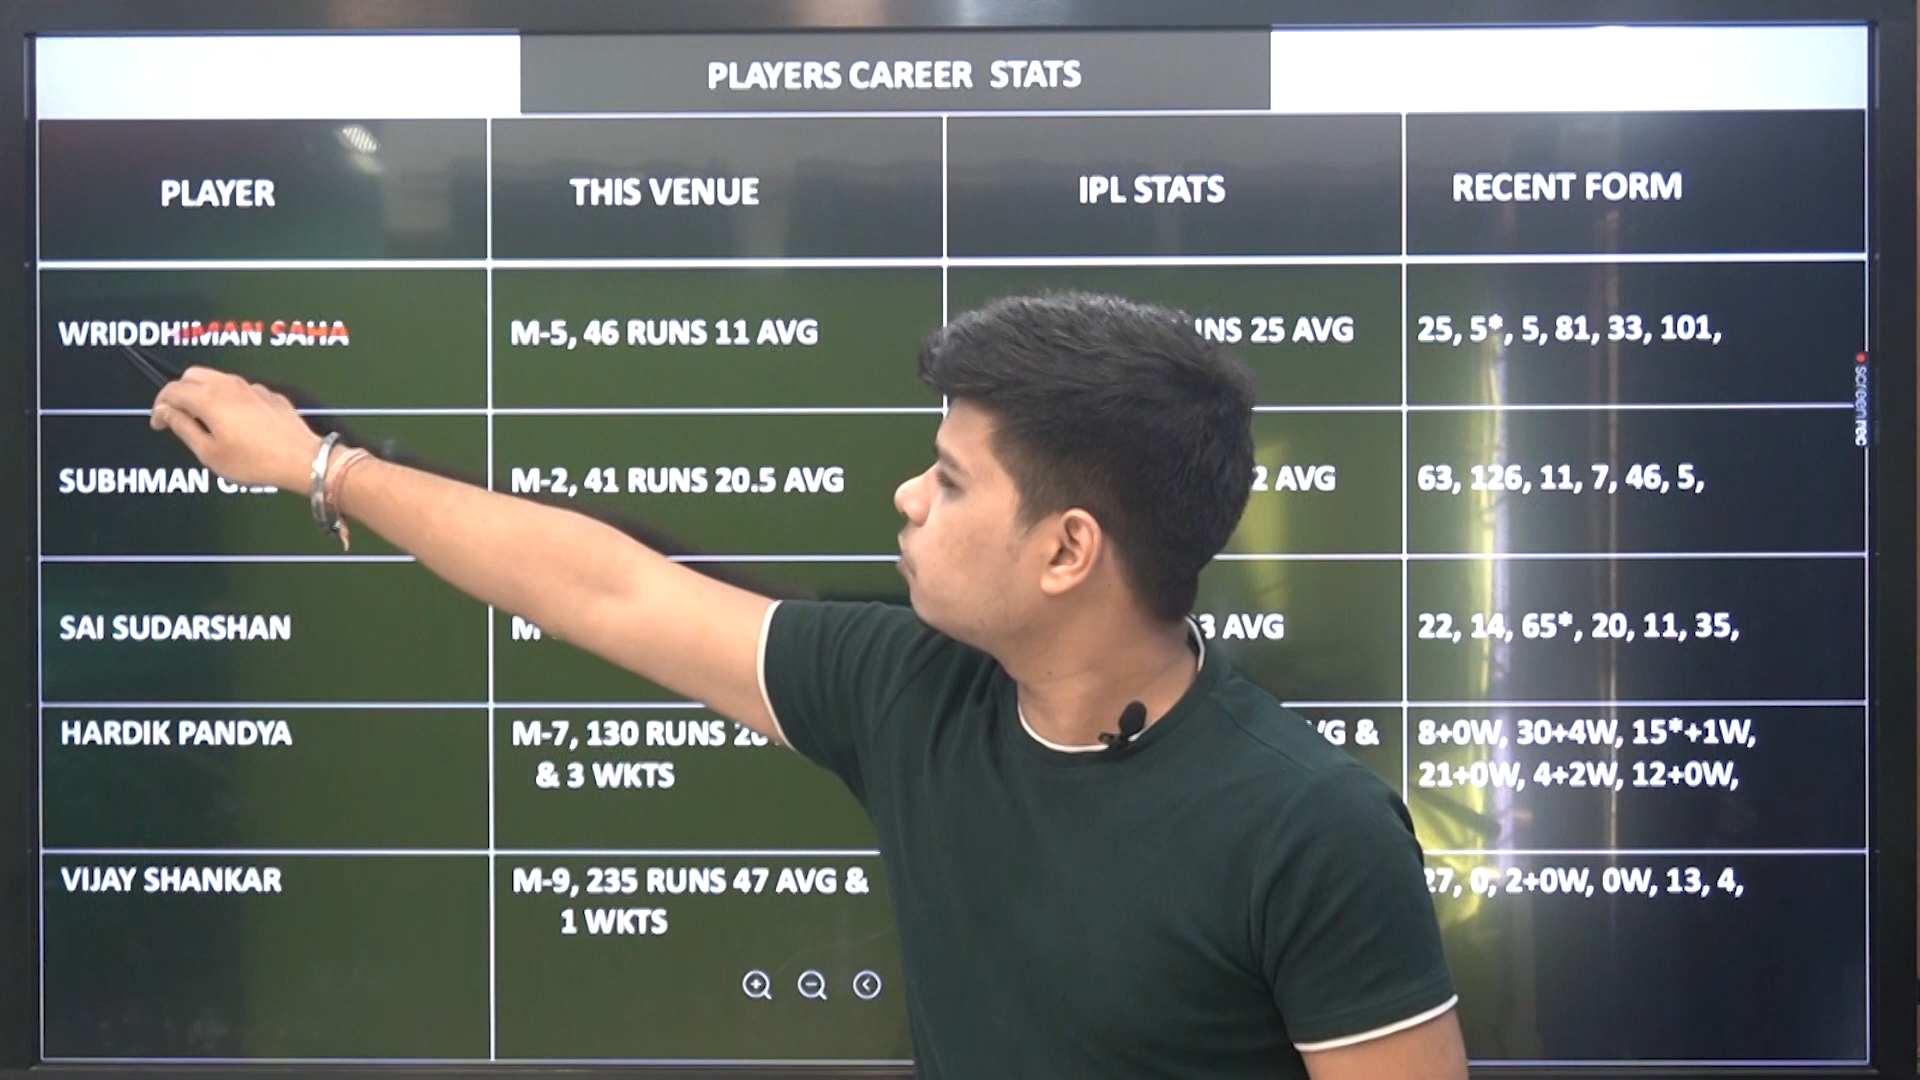 PLAYERS CAREER STATS
PLAYER
THIS VENUE
IPL STATS
RECENT FORM
WRIDDHIMAN SAHA
M-5, 46 RUNS 11 AVG
25 AVG
25, 5*, 5, 81, 33, 101,
SUBHMAN
M-2, 41 RUNS 20.5 AVG
AVG
63, 126, 11, 7, 46, 5,
SAI SUDARSHAN
AVG
22, 14, 65*, 20, 11, 35,
HARDIK PANDYA
M-7, 130 RUNS
& 3 WKTS
&
8+0W, 30+4W, 15*+1W,
21+0W, 4+2W, 12+0W,
VIJAY SHANKAR
M-9, 235 RUNS 47 AVG &
1 WKTS
27, 0, 2+0W, 0W, 13, 4,
screenrec